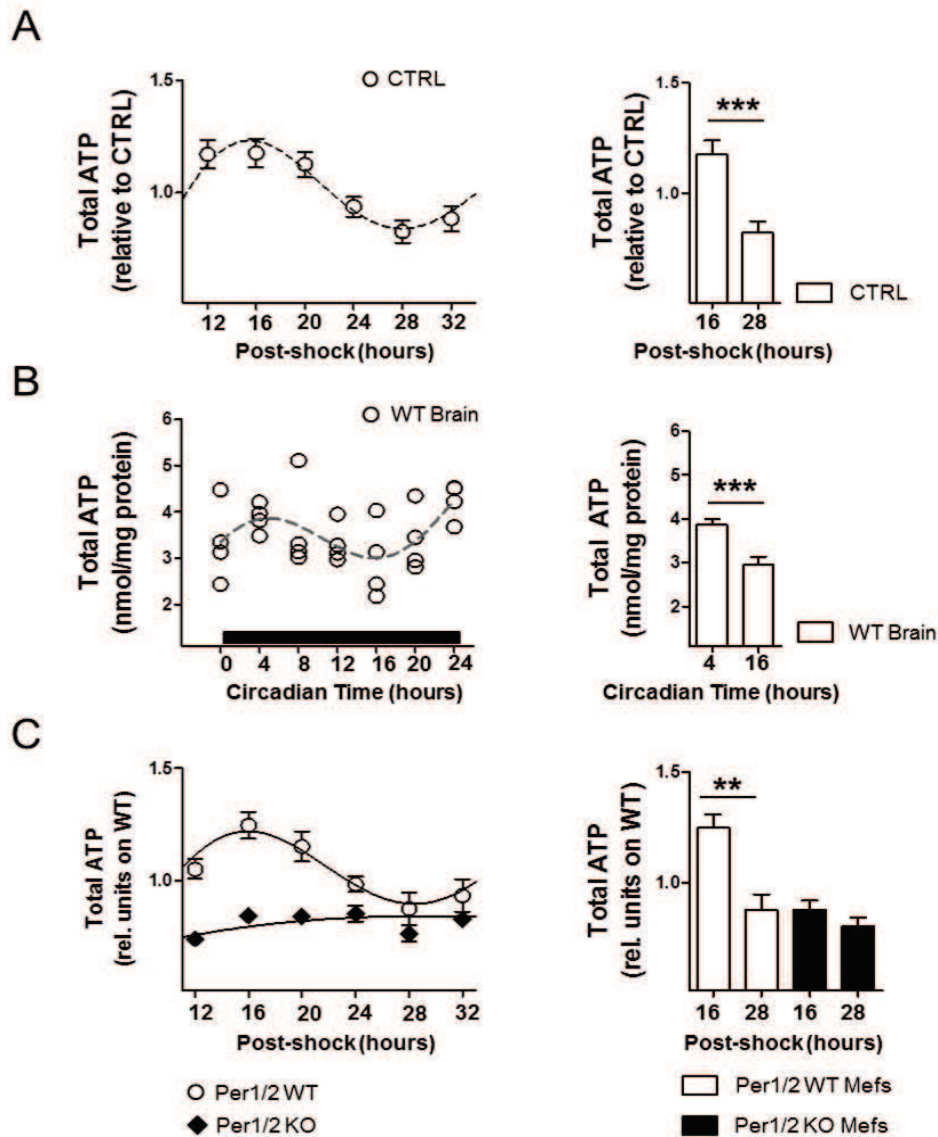 A
CTRL
Total ATP
(relative to CTRL)
1.5
1.0
12 16 20 24 28 32
Post-shock (hours)
Total ATP
(relative to CTRL)
1.5
1.0
***
16 28
Post-shock (hours)
CTRL
B
WT Brain
Total ATP
(nmol/mg protein)
6
5
4
3
2
0 4 8 12 16 20 24
Circadian Time (hours)
Total ATP
(nmol/mg protein)
6
5
4
3
2
***
4 16
Circadian Time (hours)
WT Brain
C
Total ATP
(rel. units on WT)
1.5
1.0
12 16 20 24 28 32
Post-shock (hours)
Per1/2 WT
Per1/2 KO
Total ATP
(rel. units on WT)
1.5
1.0
**
16 28 16 28
Post-shock (hours)
Per1/2 WT Mefs
Per1/2 KO Mefs